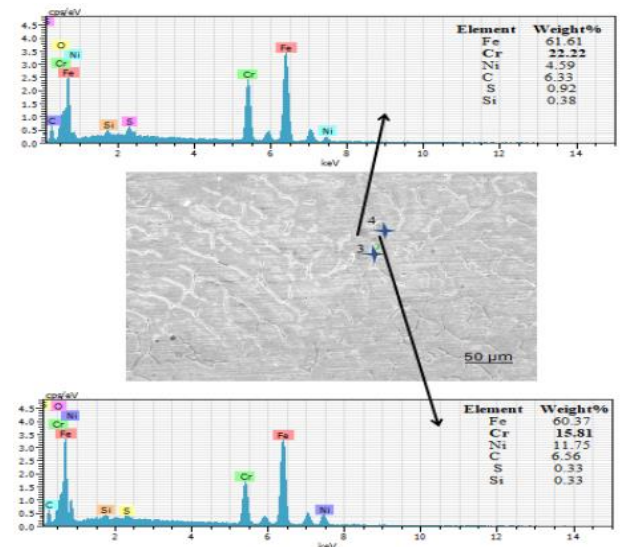 cps/eV
4.5
4.0
3.5
3.0
2.5
2.0
1.5
1.0
0.5
0.0
S
O
Ni
Cr
Fe
C
Si
S
Cr
Fe
Ni
2 4 6 8 10 12 14
keV
Element Weight%
Fe 61.61
Cr 22.22
Ni 4.59
C 6.33
S 0.92
Si 0.38
4
3
50 µm
cps/eV
4.5
4.0
3.5
3.0
2.5
2.0
1.5
1.0
0.5
0.0
O
Ni
Cr
Fe
C
Si
S
Cr
Fe
Ni
2 4 6 8 10 12 14
keV
Element Weight%
Fe 60.37
Cr 15.81
Ni 11.75
C 6.56
S 0.33
Si 0.33